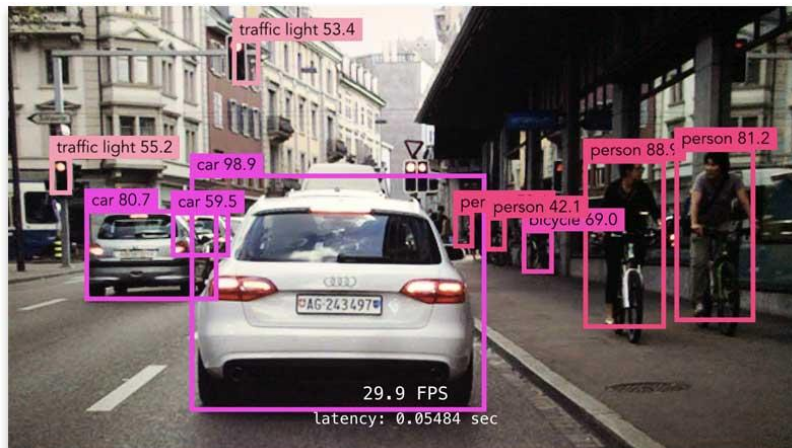 traffic light 53.4
traffic light 55.2
car 98.9
car 80.7
car 59.5
person 88.9
person 81.2
person 42.1
bicycle 69.0
AG·243497
29.9 FPS
latency: 0.05484 sec